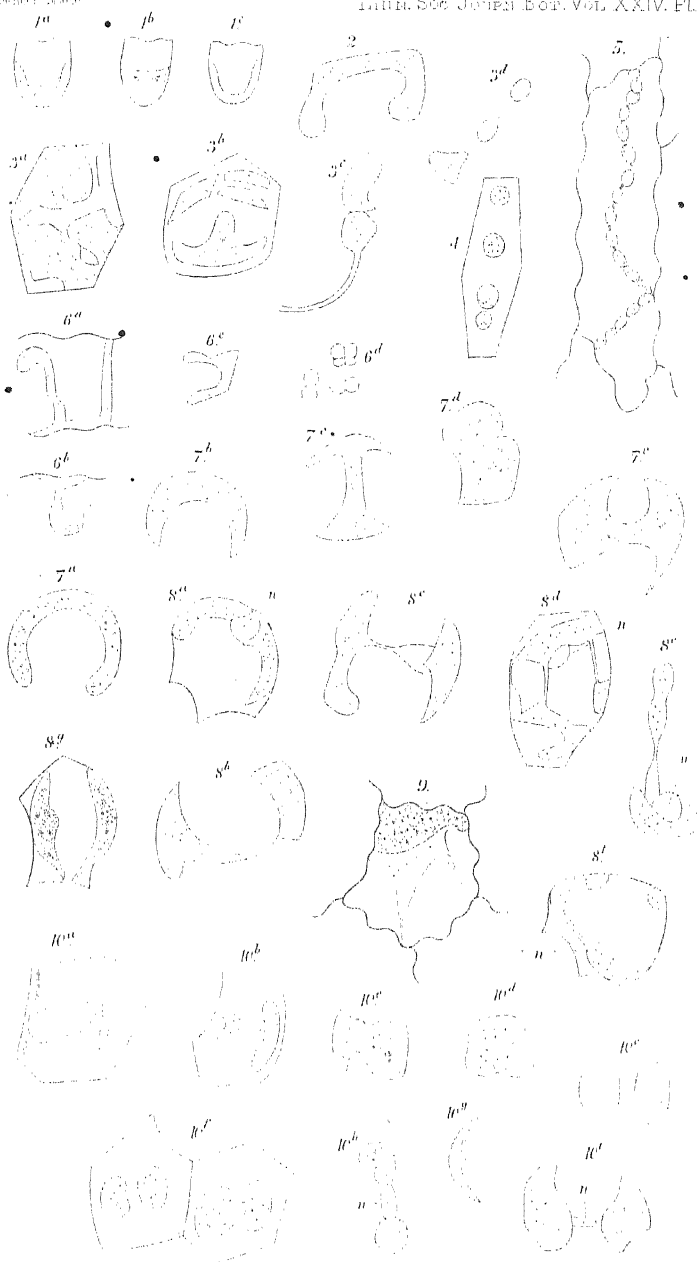 LINN. SOC. JOURN. BOT. VOL. XXIV. PL.
1a 1b 1c 2 3d 5.
3a 3b 3c 4
6a 6c 6d
7c 7d
6b 7b 7e
7a 8a n 8c 8d n 8e
n
8g 8h 9.
8f
n
10a 10b
10c 10d
10e
10f 10h 10g 10i
n n